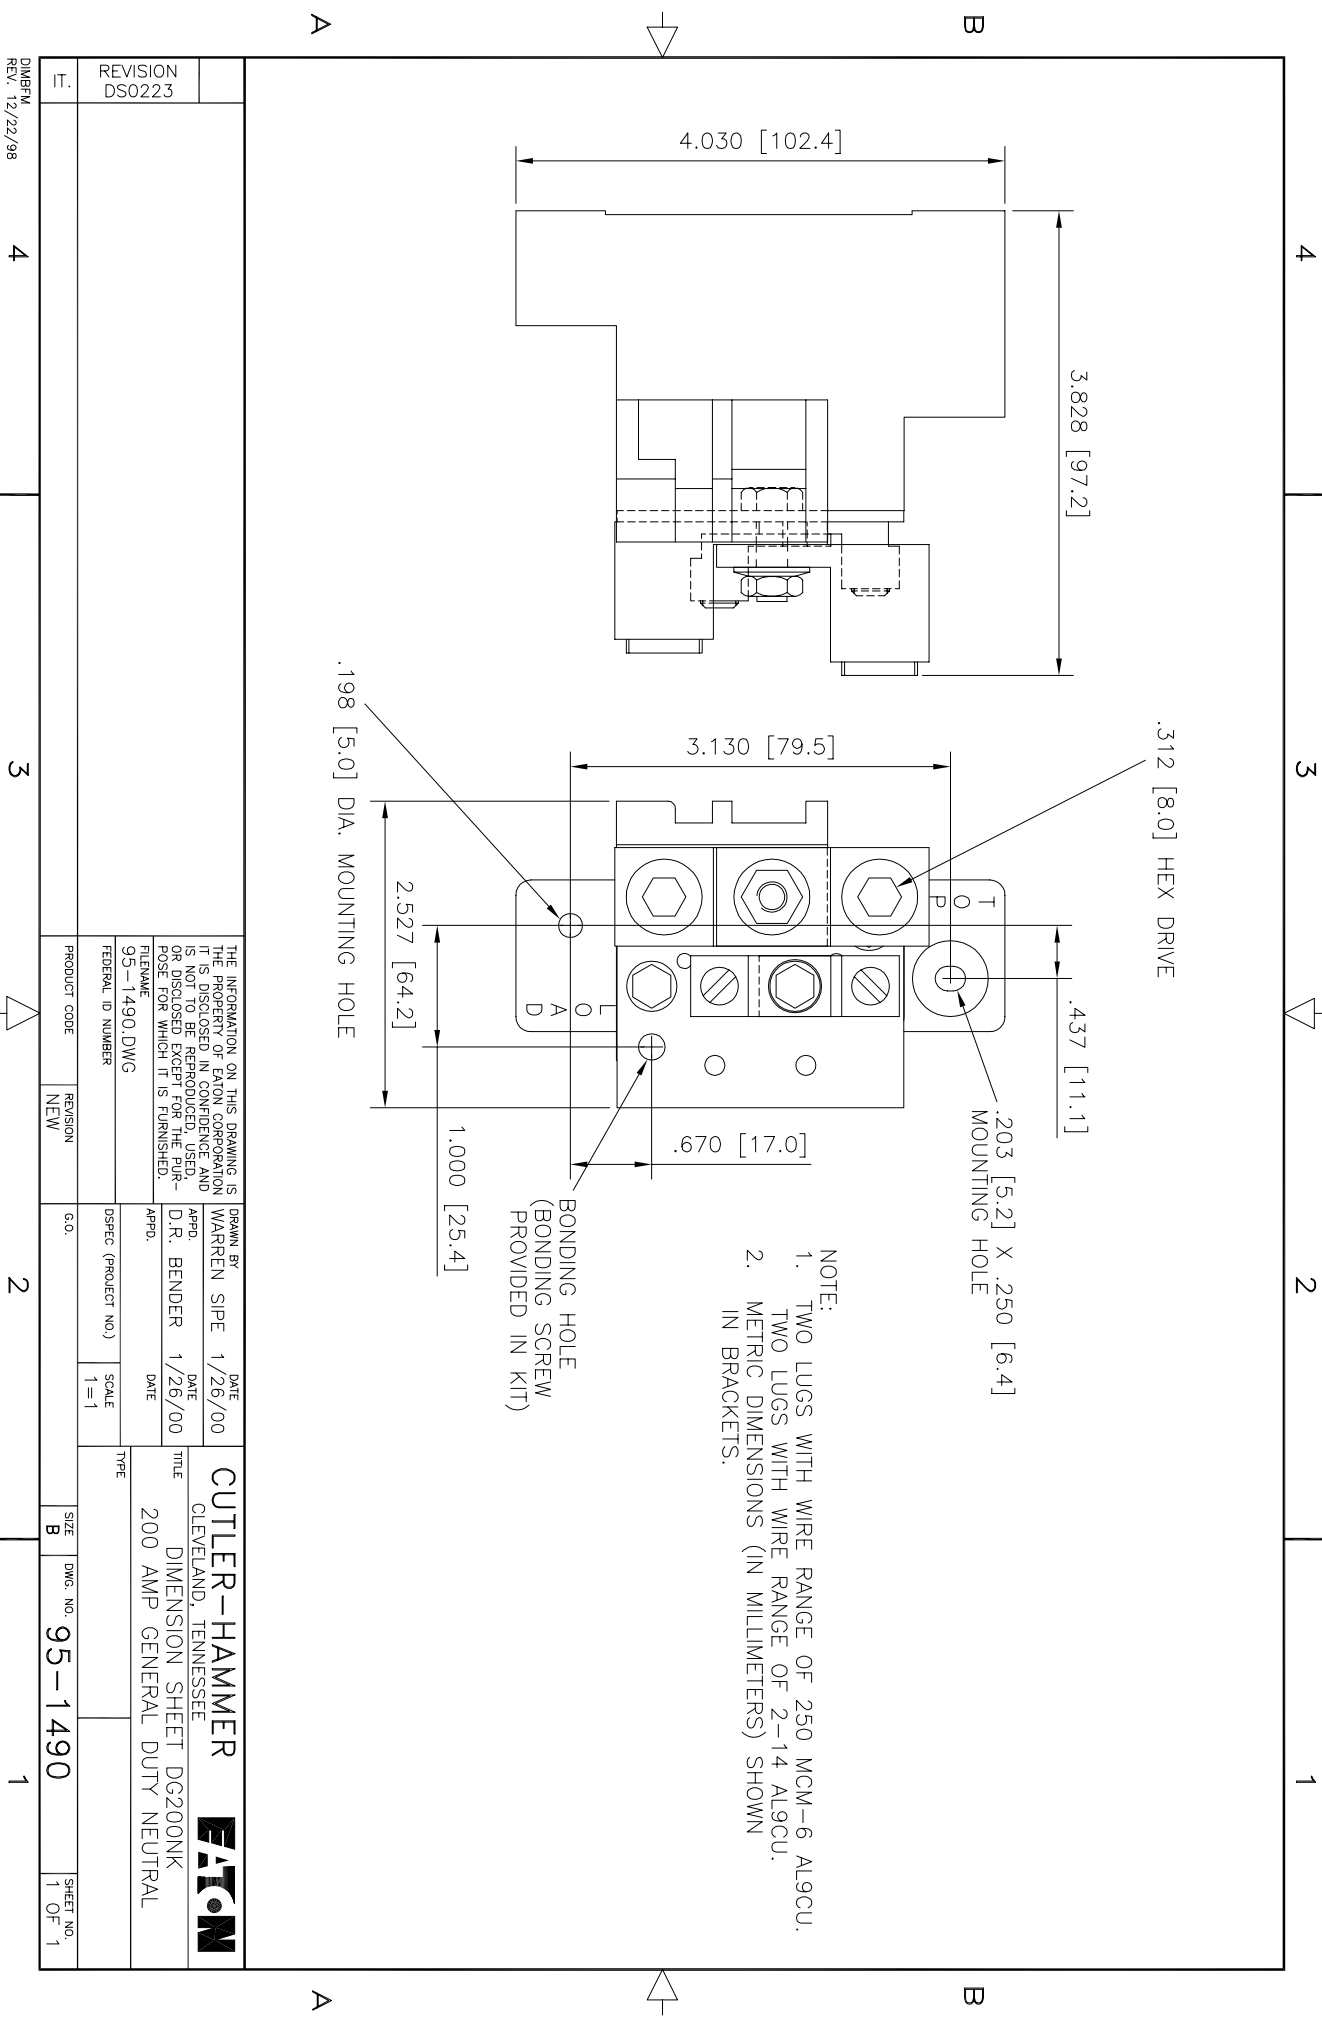 4
3
2
1
B
A
4.030 [102.4]
3.828 [97.2]
.312 [8.0] HEX DRIVE
3.130 [79.5]
.437 [11.1]
.203 [5.2] X .250 [6.4]
MOUNTING HOLE
TOP
LOAD
.198 [5.0] DIA. MOUNTING HOLE
2.527 [64.2]
.670 [17.0]
1.000 [25.4]
BONDING HOLE
(BONDING SCREW
PROVIDED IN KIT)
NOTE:
1. TWO LUGS WITH WIRE RANGE OF 250 MCM-6 AL9CU.
TWO LUGS WITH WIRE RANGE OF 2-14 AL9CU.
2. METRIC DIMENSIONS (IN MILLIMETERS) SHOWN
IN BRACKETS.
B
A
REVISION
DS0223
IT.
THE INFORMATION ON THIS DRAWING IS
THE PROPERTY OF EATON CORPORATION
IT IS DISCLOSED IN CONFIDENCE AND
IS NOT TO BE REPRODUCED, USED,
OR DISCLOSED EXCEPT FOR THE PUR-
POSE FOR WHICH IT IS FURNISHED.
FILENAME
95-1490.DWG
FEDERAL ID NUMBER
PRODUCT CODE
REVISION
NEW
DRAWN BY DATE
WARREN SIPE 1/26/00
APPD. DATE
D.R. BENDER 1/26/00
APPD. DATE
DSPEC (PROJECT NO.)
SCALE
1=1
G.O.
CUTLER-HAMMER
CLEVELAND, TENNESSEE
EATON
TITLE
DIMENSION SHEET DG200NK
200 AMP GENERAL DUTY NEUTRAL
TYPE
SIZE
B
DWG. NO. 95-1490
SHEET NO.
1 OF 1
DIMBFM
REV. 12/22/98
4
3
2
1